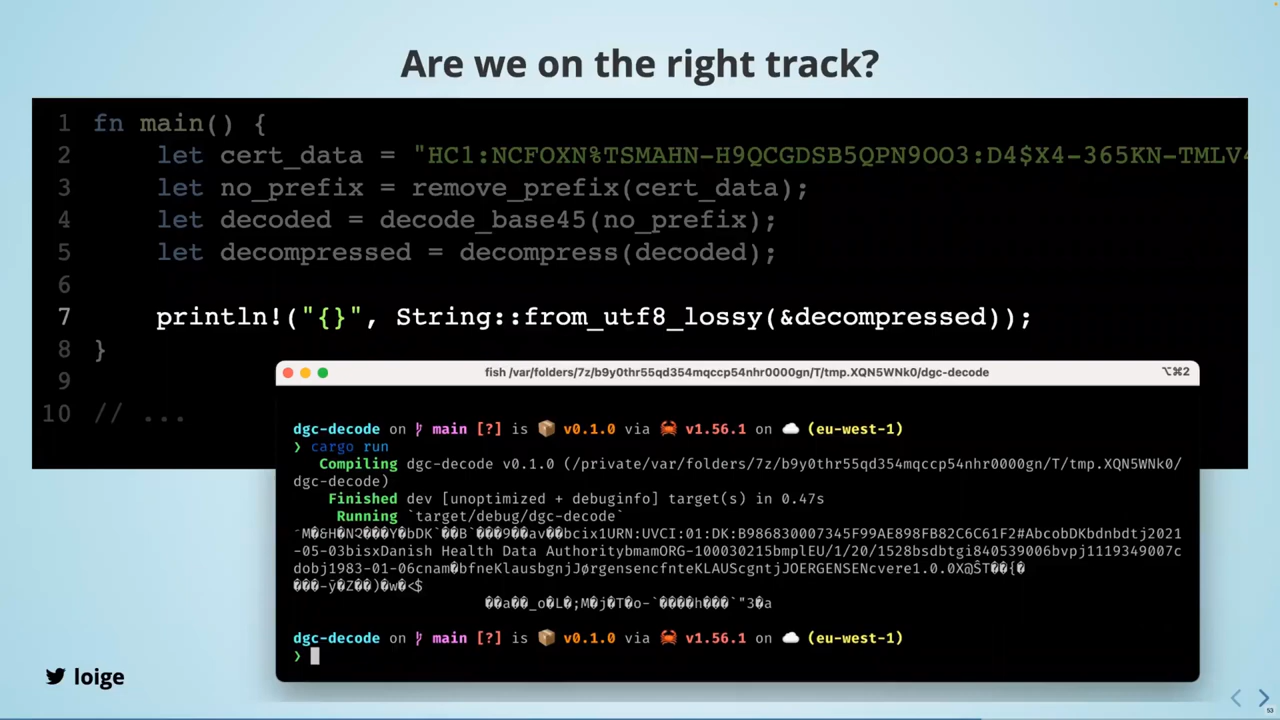 Are we on the right track?
1 fn main() {
2 let cert_data = "HC1:NCFOXN%TSMAHN-H9QCGDSB5QPN9OO3:D4$X4-365KN-TMLV4
3 let no_prefix = remove_prefix(cert_data);
4 let decoded = decode_base45(no_prefix);
5 let decompressed = decompress(decoded);
6
7 println!("{}", String::from_utf8_lossy(&decompressed));
8 }
9
10 // ...
fish /var/folders/7z/b9y0thr55qd354mqccp54nhr0000gn/T/tmp.XQN5WNk0/dgc-decode
⌥⌘2
dgc-decode on main [?] is 📦 v0.1.0 via 🦀 v1.56.1 on ☁️ (eu-west-1)
❯ cargo run
Compiling dgc-decode v0.1.0 (/private/var/folders/7z/b9y0thr55qd354mqccp54nhr0000gn/T/tmp.XQN5WNk0/
dgc-decode)
Finished dev [unoptimized + debuginfo] target(s) in 0.47s
Running `target/debug/dgc-decode`
bcix1URN:UVCI:01:DK:B986830007345F99AE898FB82C6C61F2#AbcobDKbdnbdtj2021
-05-03bisxDanish Health Data AuthoritybmamORG-100030215bmplEU/1/20/1528bsdbtgi840539006bvpj1119349007c
dobj1983-01-06cnam�bfneKlausbgnjJørgensencfnteKLAUScgntjJOERGENSENcvere1.0.0X@ŜT��{�
���-ȳ�Z��)�w�<$
��a��_o�L�;M�j�T�o-`����h���`"3�a
dgc-decode on main [?] is 📦 v0.1.0 via 🦀 v1.56.1 on ☁️ (eu-west-1)
❯
loige
53